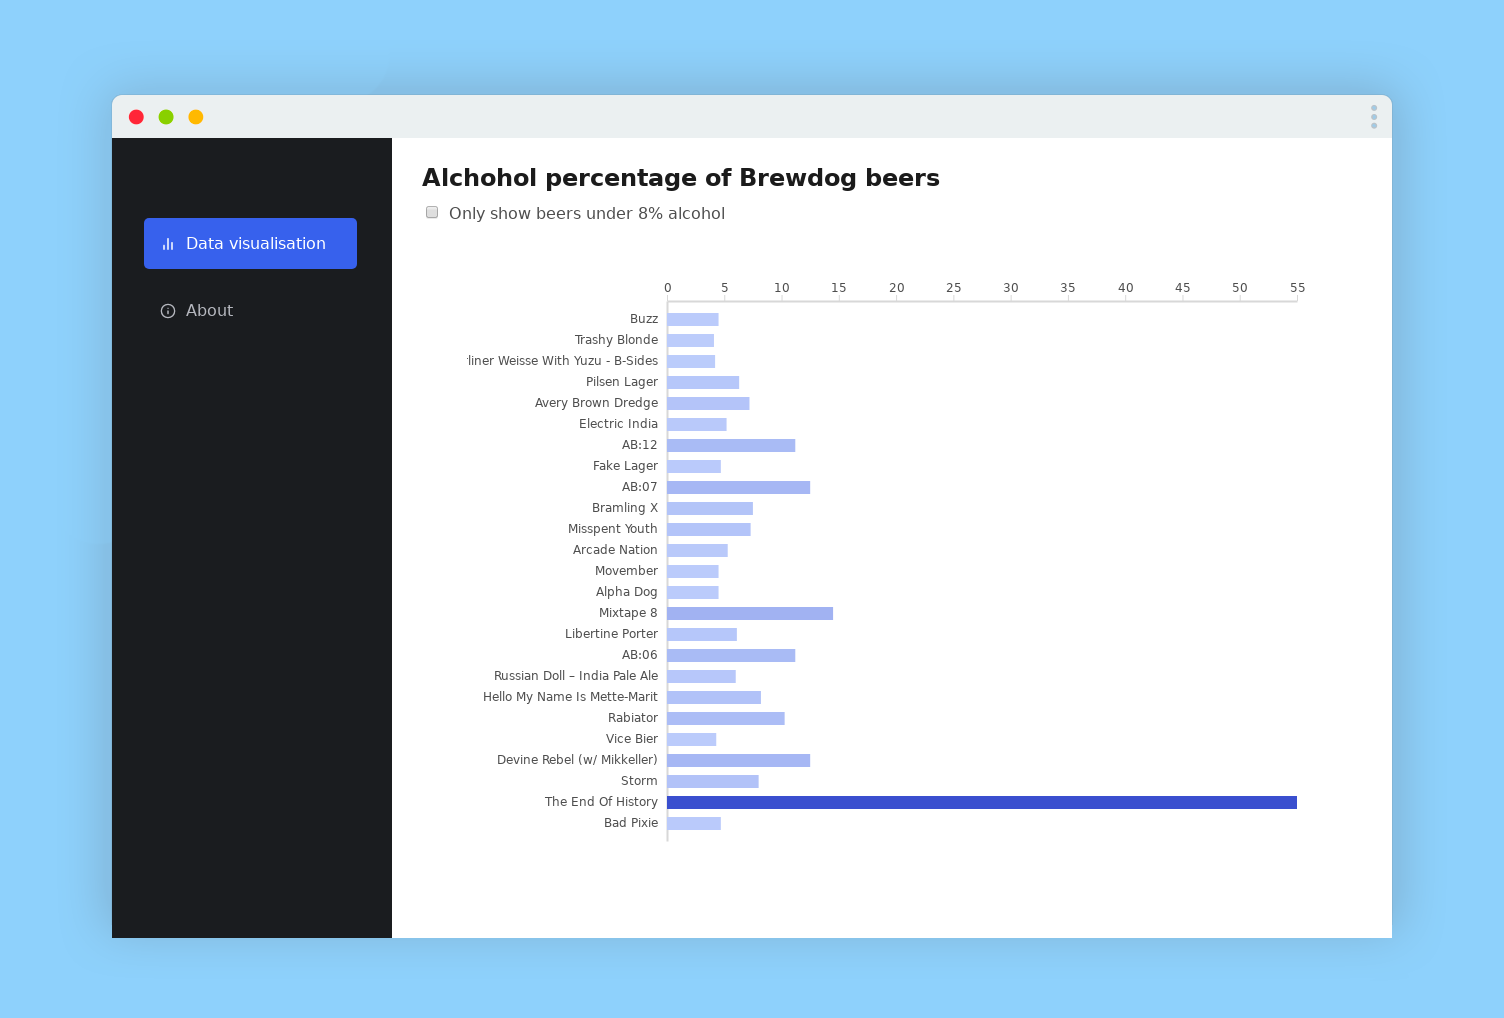 Alchohol percentage of Brewdog beers
Only show beers under 8% alcohol
Data visualisation
About
0 5 10 15 20 25 30 35 40 45 50 55
Buzz
Trashy Blonde
liner Weisse With Yuzu - B-Sides
Pilsen Lager
Avery Brown Dredge
Electric India
AB:12
Fake Lager
AB:07
Bramling X
Misspent Youth
Arcade Nation
Movember
Alpha Dog
Mixtape 8
Libertine Porter
AB:06
Russian Doll – India Pale Ale
Hello My Name Is Mette-Marit
Rabiator
Vice Bier
Devine Rebel (w/ Mikkeller)
Storm
The End Of History
Bad Pixie